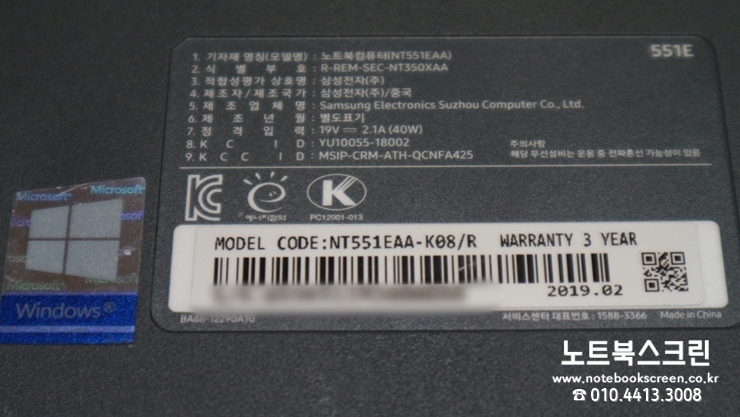 551E
1. 기자재 명칭(모델명) : 노트북컴퓨터(NT551EAA)
2. 식 별 부 호 : R-REM-SEC-NT350XAA
3. 적합성평가 상호명 : 삼성전자(주)
4. 제조자/제조국가 : 삼성전자(주)/중국
5. 제 조 업 체 명 : Samsung Electronics Suzhou Computer Co., Ltd.
6. 제 조 년 월 : 별도표기
7. 정 격 입 력 : 19V ⎓ 2.1A (40W)
8. K C I D : YU10055-18002
주의사항
9. K C C I D : MSIP-CRM-ATH-QCNFA425
해당 무선설비는 운용 중 전파혼신 가능성이 있음
에너지절약
K
PC12001-013
Microsoft
Windows®
MODEL CODE:NT551EAA-K08/R WARRANTY 3 YEAR
2019.02
BA68-12290A10
서비스센터 대표번호 : 1588-3366 Made in China
노트북스크린
www.notebookscreen.co.kr
☎ 010.4413.3008